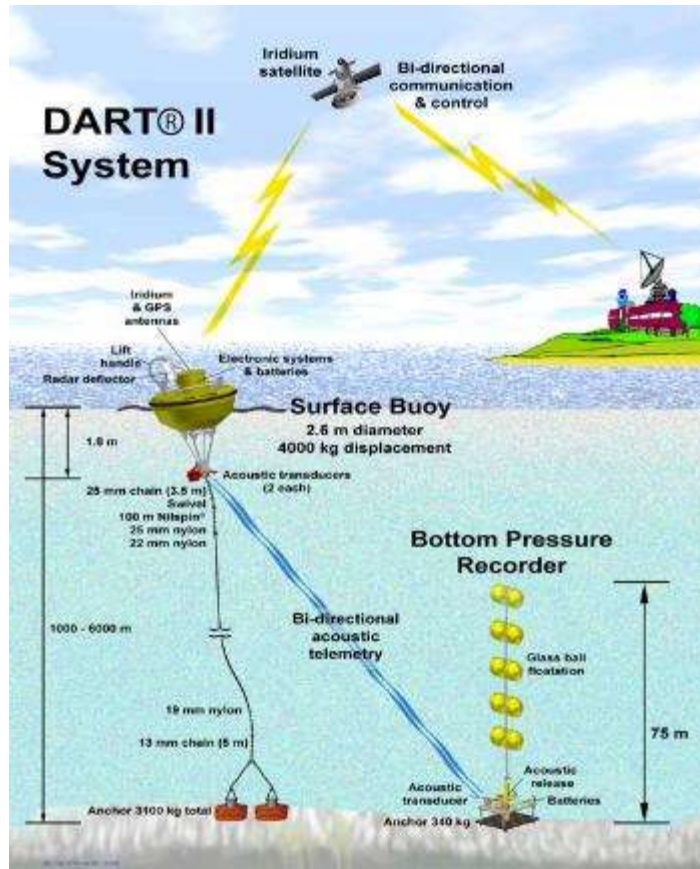 Iridium
satellite
Bi-directional
communication
& control
DART® II
System
Iridium
& GPS
antennas
Lift
handle
Radar deflector
Electronic systems
& batteries
Surface Buoy
2.6 m diameter
4000 kg displacement
1.8 m
Acoustic transducers
(2 each)
25 mm chain (3.5 m)
Swivel
100 m Nilspin®
25 mm nylon
22 mm nylon
Bottom Pressure
Recorder
1000 - 6000 m
Bi-directional
acoustic
telemetry
Glass ball
floatation
19 mm nylon
75 m
13 mm chain (5 m)
Acoustic
release
Acoustic
transducer
Batteries
Anchor 3100 kg total
Anchor 340 kg